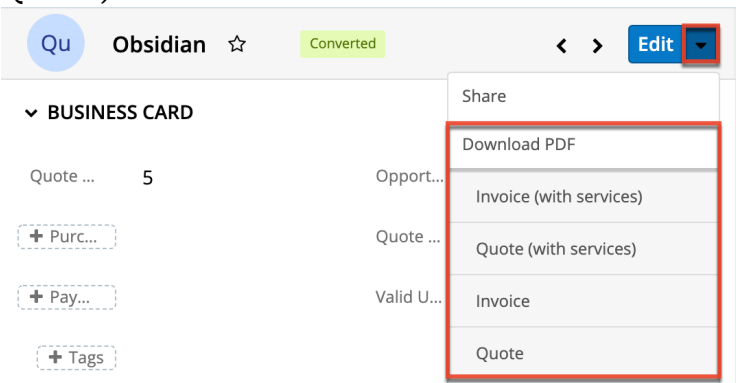 Qu
Obsidian
Converted
Edit
Share
BUSINESS CARD
Download PDF
Quote ...
5
Opport...
Invoice (with services)
+ Purc...
Quote ...
Quote (with services)
+ Pay...
Valid U...
Invoice
+ Tags
Quote